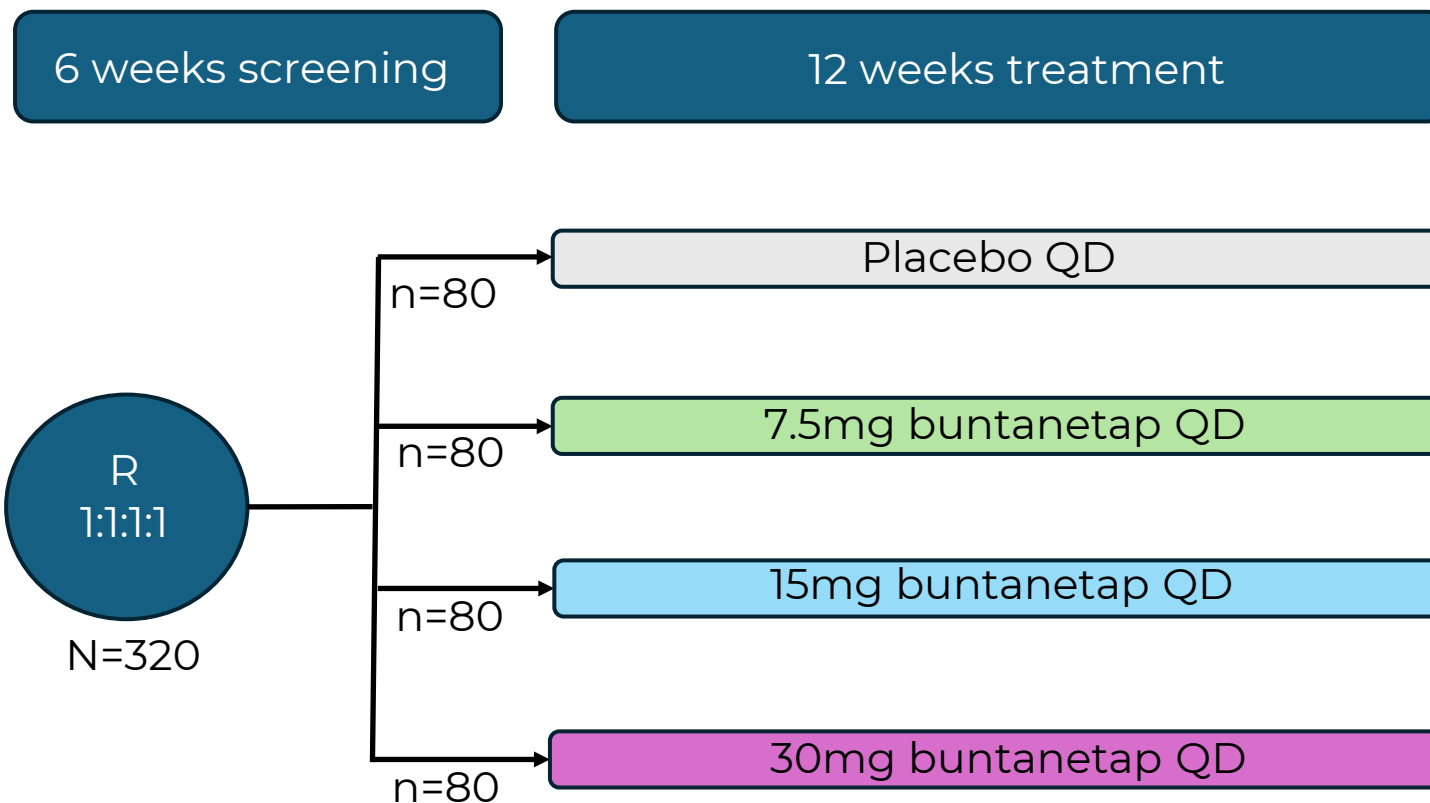 6 weeks screening
12 weeks treatment
Placebo QD
n=80
7.5mg buntanetap QD
n=80
R
1:1:1:1
15mg buntanetap QD
n=80
N=320
30mg buntanetap QD
n=80